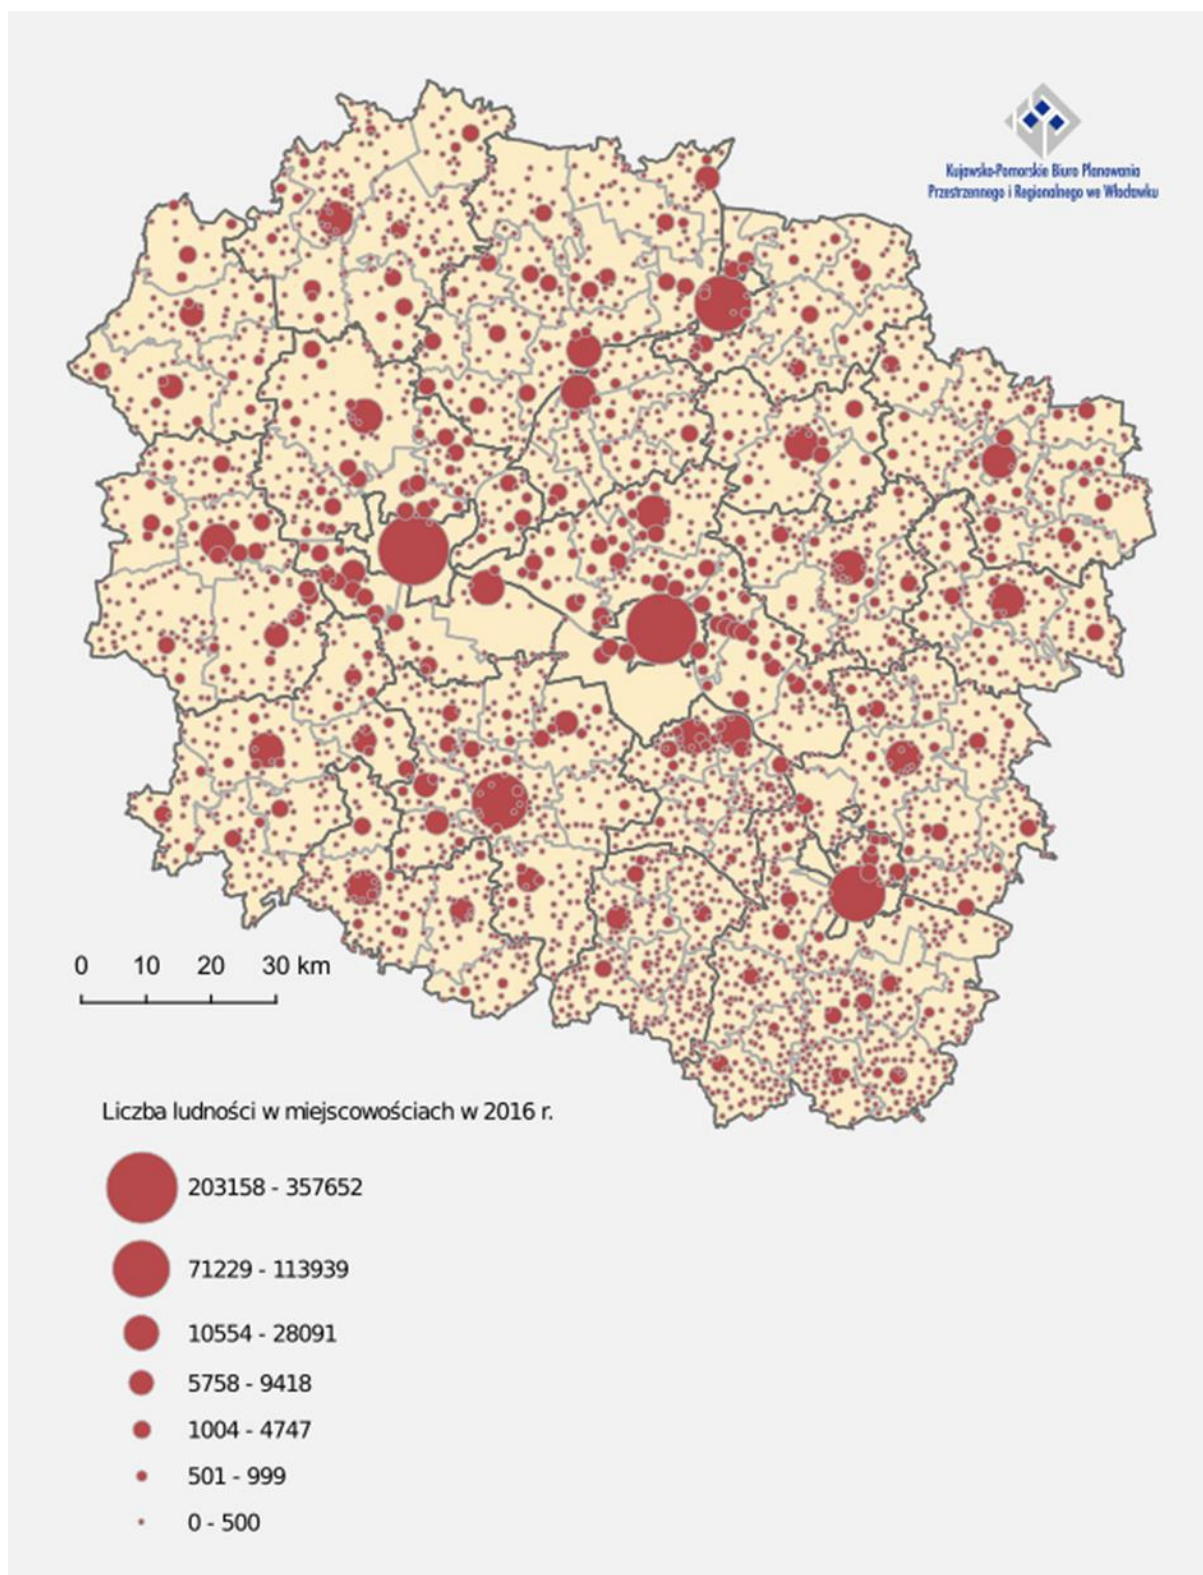 Kujawsko-Pomorskie Biuro Planowania
Przestrzennego i Regionalnego we Włocławku
0 10 20 30 km
Liczba ludności w miejscowościach w 2016 r.
203158 - 357652
71229 - 113939
10554 - 28091
5758 - 9418
1004 - 4747
501 - 999
0 - 500